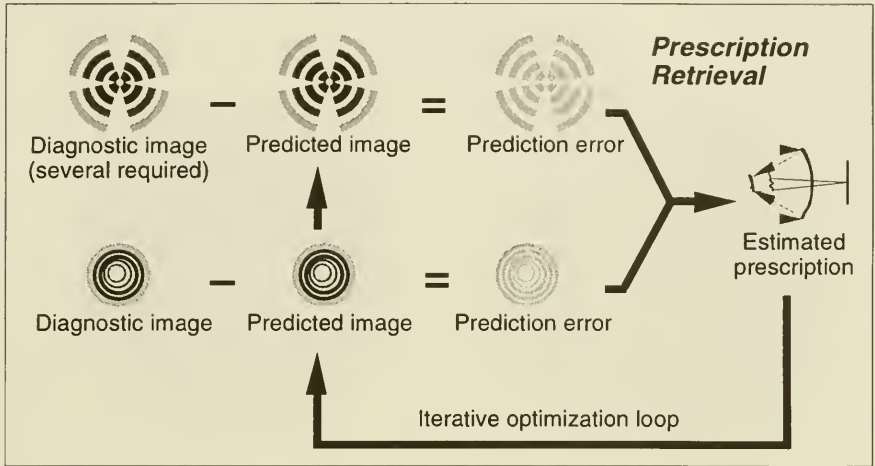 Prescription
Retrieval
−
=
Diagnostic image
(several required)
Predicted image
Prediction error
−
=
Estimated
prescription
Diagnostic image
Predicted image
Prediction error
Iterative optimization loop